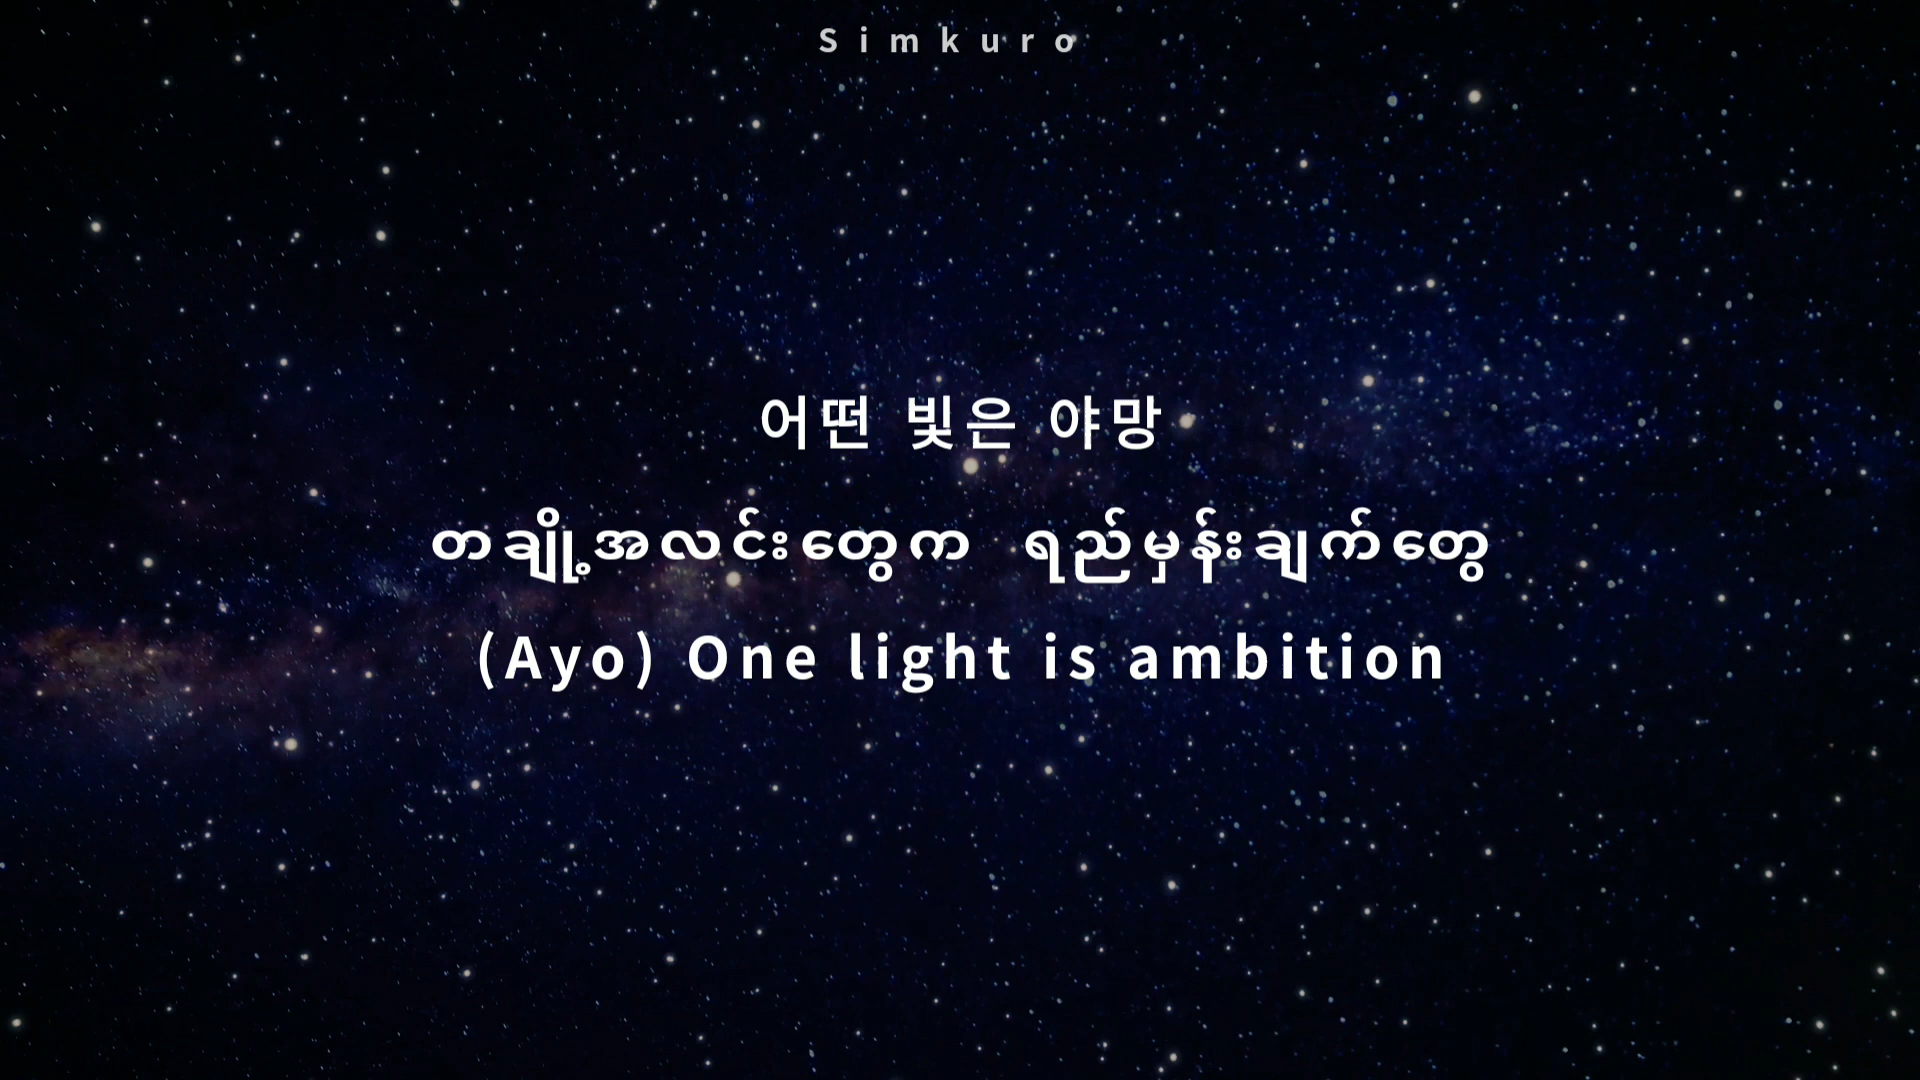 Simkuro
어떤 빛은 야망
တချို့အလင်းတွေက ရည်မှန်းချက်တွေ
(Ayo) One light is ambition